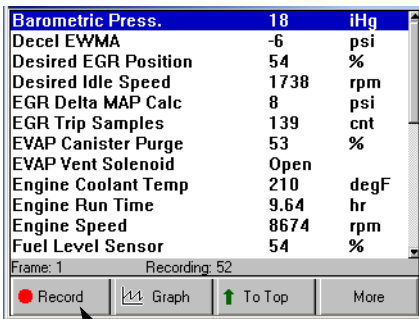 Barometric Press. 18 iHg
Decel EWMA -6 psi
Desired EGR Position 54 %
Desired Idle Speed 1738 rpm
EGR Delta MAP Calc 8 psi
EGR Trip Samples 139 cnt
EVAP Canister Purge 53 %
EVAP Vent Solenoid Open
Engine Coolant Temp 210 degF
Engine Run Time 9.64 hr
Engine Speed 8674 rpm
Fuel Level Sensor 54 %
Frame: 1 Recording: 52
Record Graph To Top More